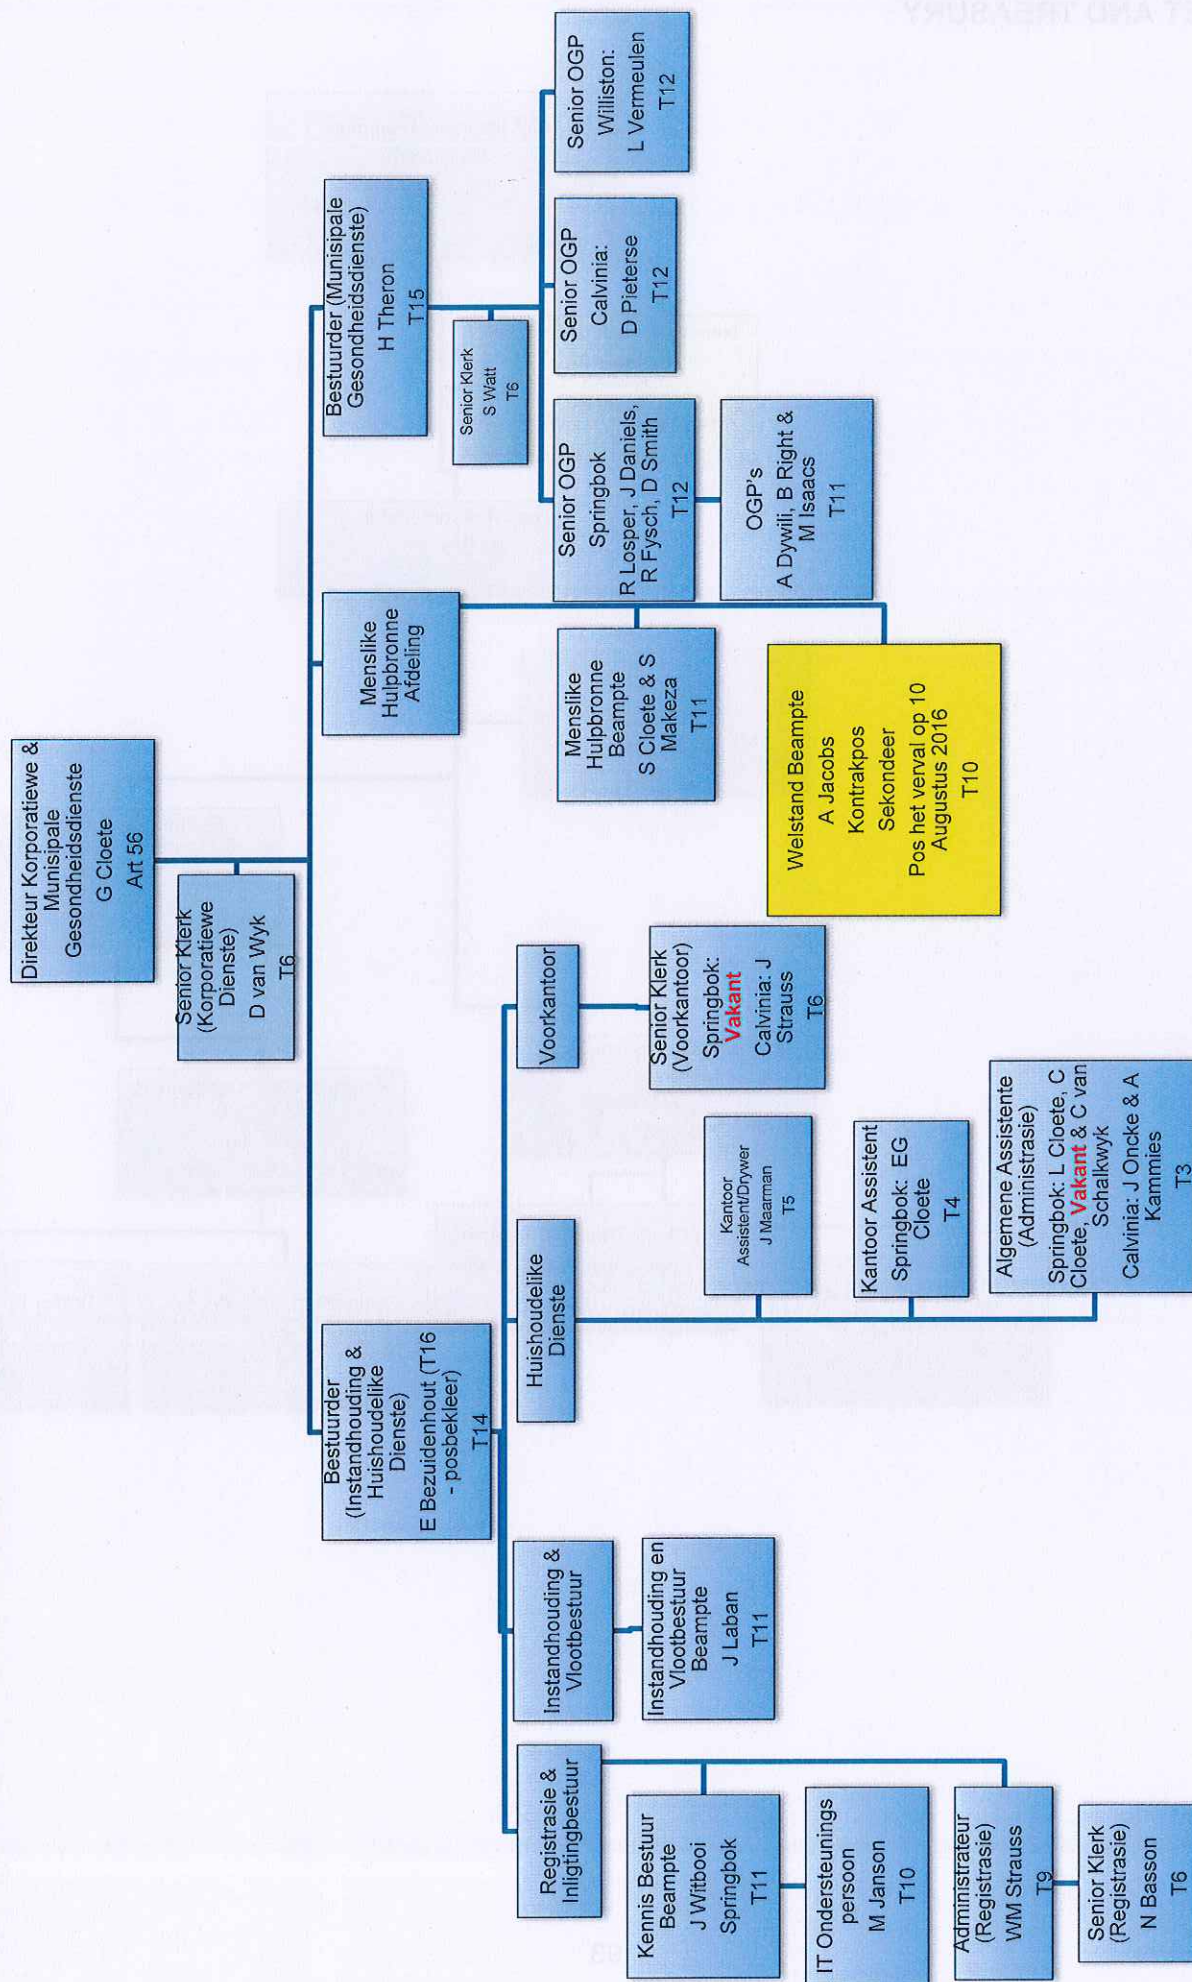 Direkteur Korporatiewe &
Munisipale
Gesondheidsdienste
G Cloete
Art 56
Senior Klerk
(Korporatiewe
Dienste)
D van Wyk
T6
Bestuurder
(Instandhouding &
Huishoudelike
Dienste)
E Bezuidenhout (T16
- posbekleer)
T14
Menslike
Hulpbronne
Afdeling
Bestuurder (Munisipale
Gesondheidsdienste)
H Theron
T15
Senior Klerk
S Watt
T6
Registrasie &
Inligtingbestuur
Instandhouding &
Vlootbestuur
Huishoudelike
Dienste
Voorkantoor
Kennis Bestuur
Beampte
J Witbooi
Springbok
T11
IT Ondersteunings
persoon
M Janson
T10
Administrateur
(Registrasie)
WM Strauss
T9
Senior Klerk
(Registrasie)
N Basson
T6
Instandhouding en
Vlootbestuur
Beampte
J Laban
T11
Kantoor
Assistent/Drywer
J Maarman
T5
Kantoor Assistent
Springbok: EG
Cloete
T4
Algemene Assistente
(Administrasie)
Springbok: L Cloete, C
Cloete, Vakant & C van
Schalkwyk
Calvinia: J Oncke & A
Kammies
T3
Senior Klerk
(Voorkantoor)
Springbok:
Vakant
Calvinia: J
Strauss
T6
Menslike
Hulpbronne
Beampte
S Cloete & S
Makeza
T11
Welstand Beampte
A Jacobs
Kontrakpos
Sekondeer
Pos het verval op 10
Augustus 2016
T10
Senior OGP
Springbok
R Losper, J Daniels,
R Fysch, D Smith
T12
OGP's
A Dywili, B Right &
M Isaacs
T11
Senior OGP
Calvinia:
D Pieterse
T12
Senior OGP
Williston:
L Vermeulen
T12